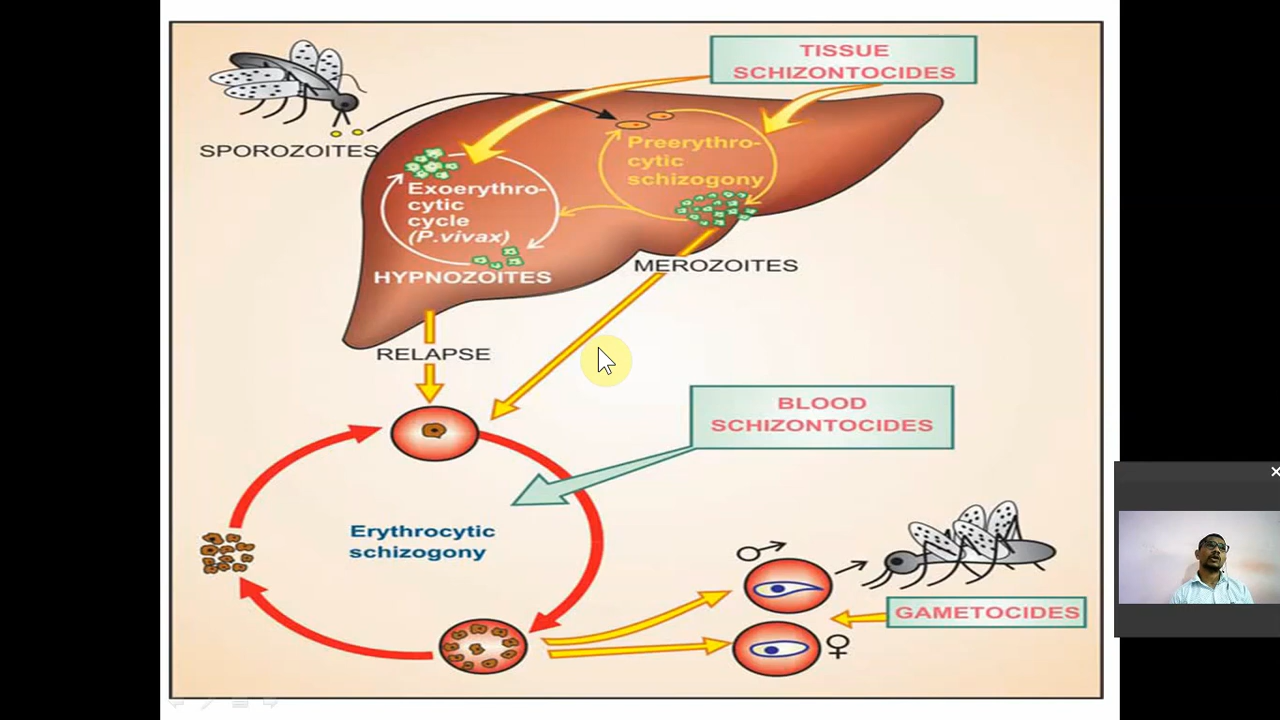 TISSUE
SCHIZONTOCIDES
SPOROZOITES
Preerythro-
cytic
schizogony
Exoerythro-
cytic
cycle
(P.vivax)
HYPNOZOITES
MEROZOITES
RELAPSE
BLOOD
SCHIZONTOCIDES
Erythrocytic
schizogony
GAMETOCIDES